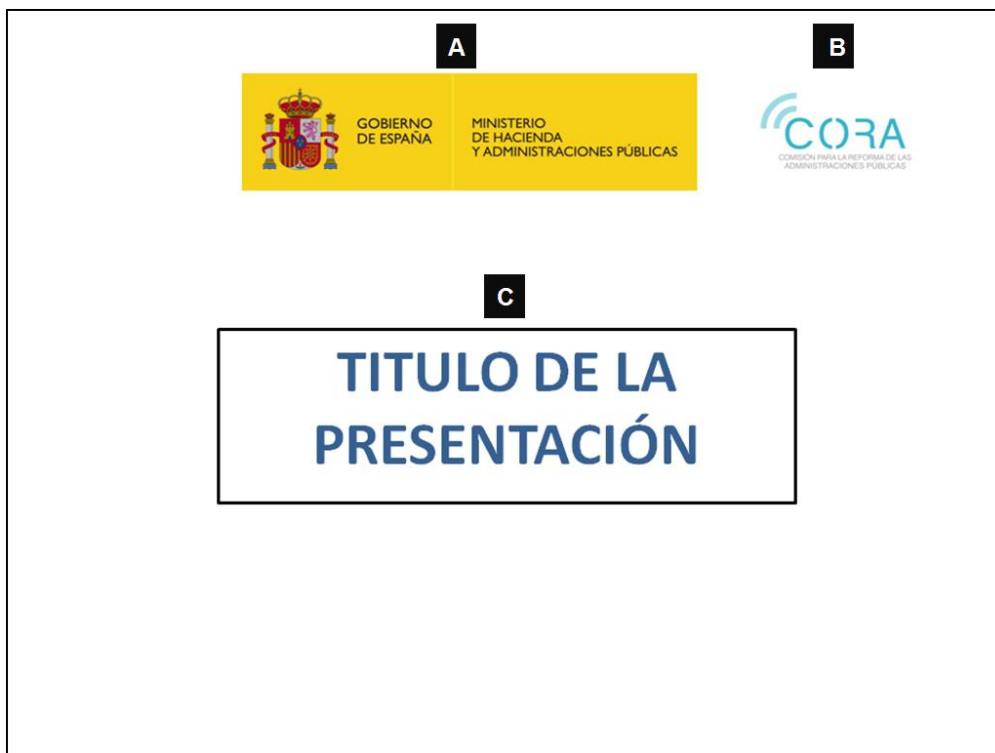 A
B
GOBIERNO
DE ESPAÑA
MINISTERIO
DE HACIENDA
Y ADMINISTRACIONES PÚBLICAS
CORA
COMISIÓN PARA LA REFORMA DE LAS
ADMINISTRACIONES PÚBLICAS
C
TITULO DE LA
PRESENTACIÓN